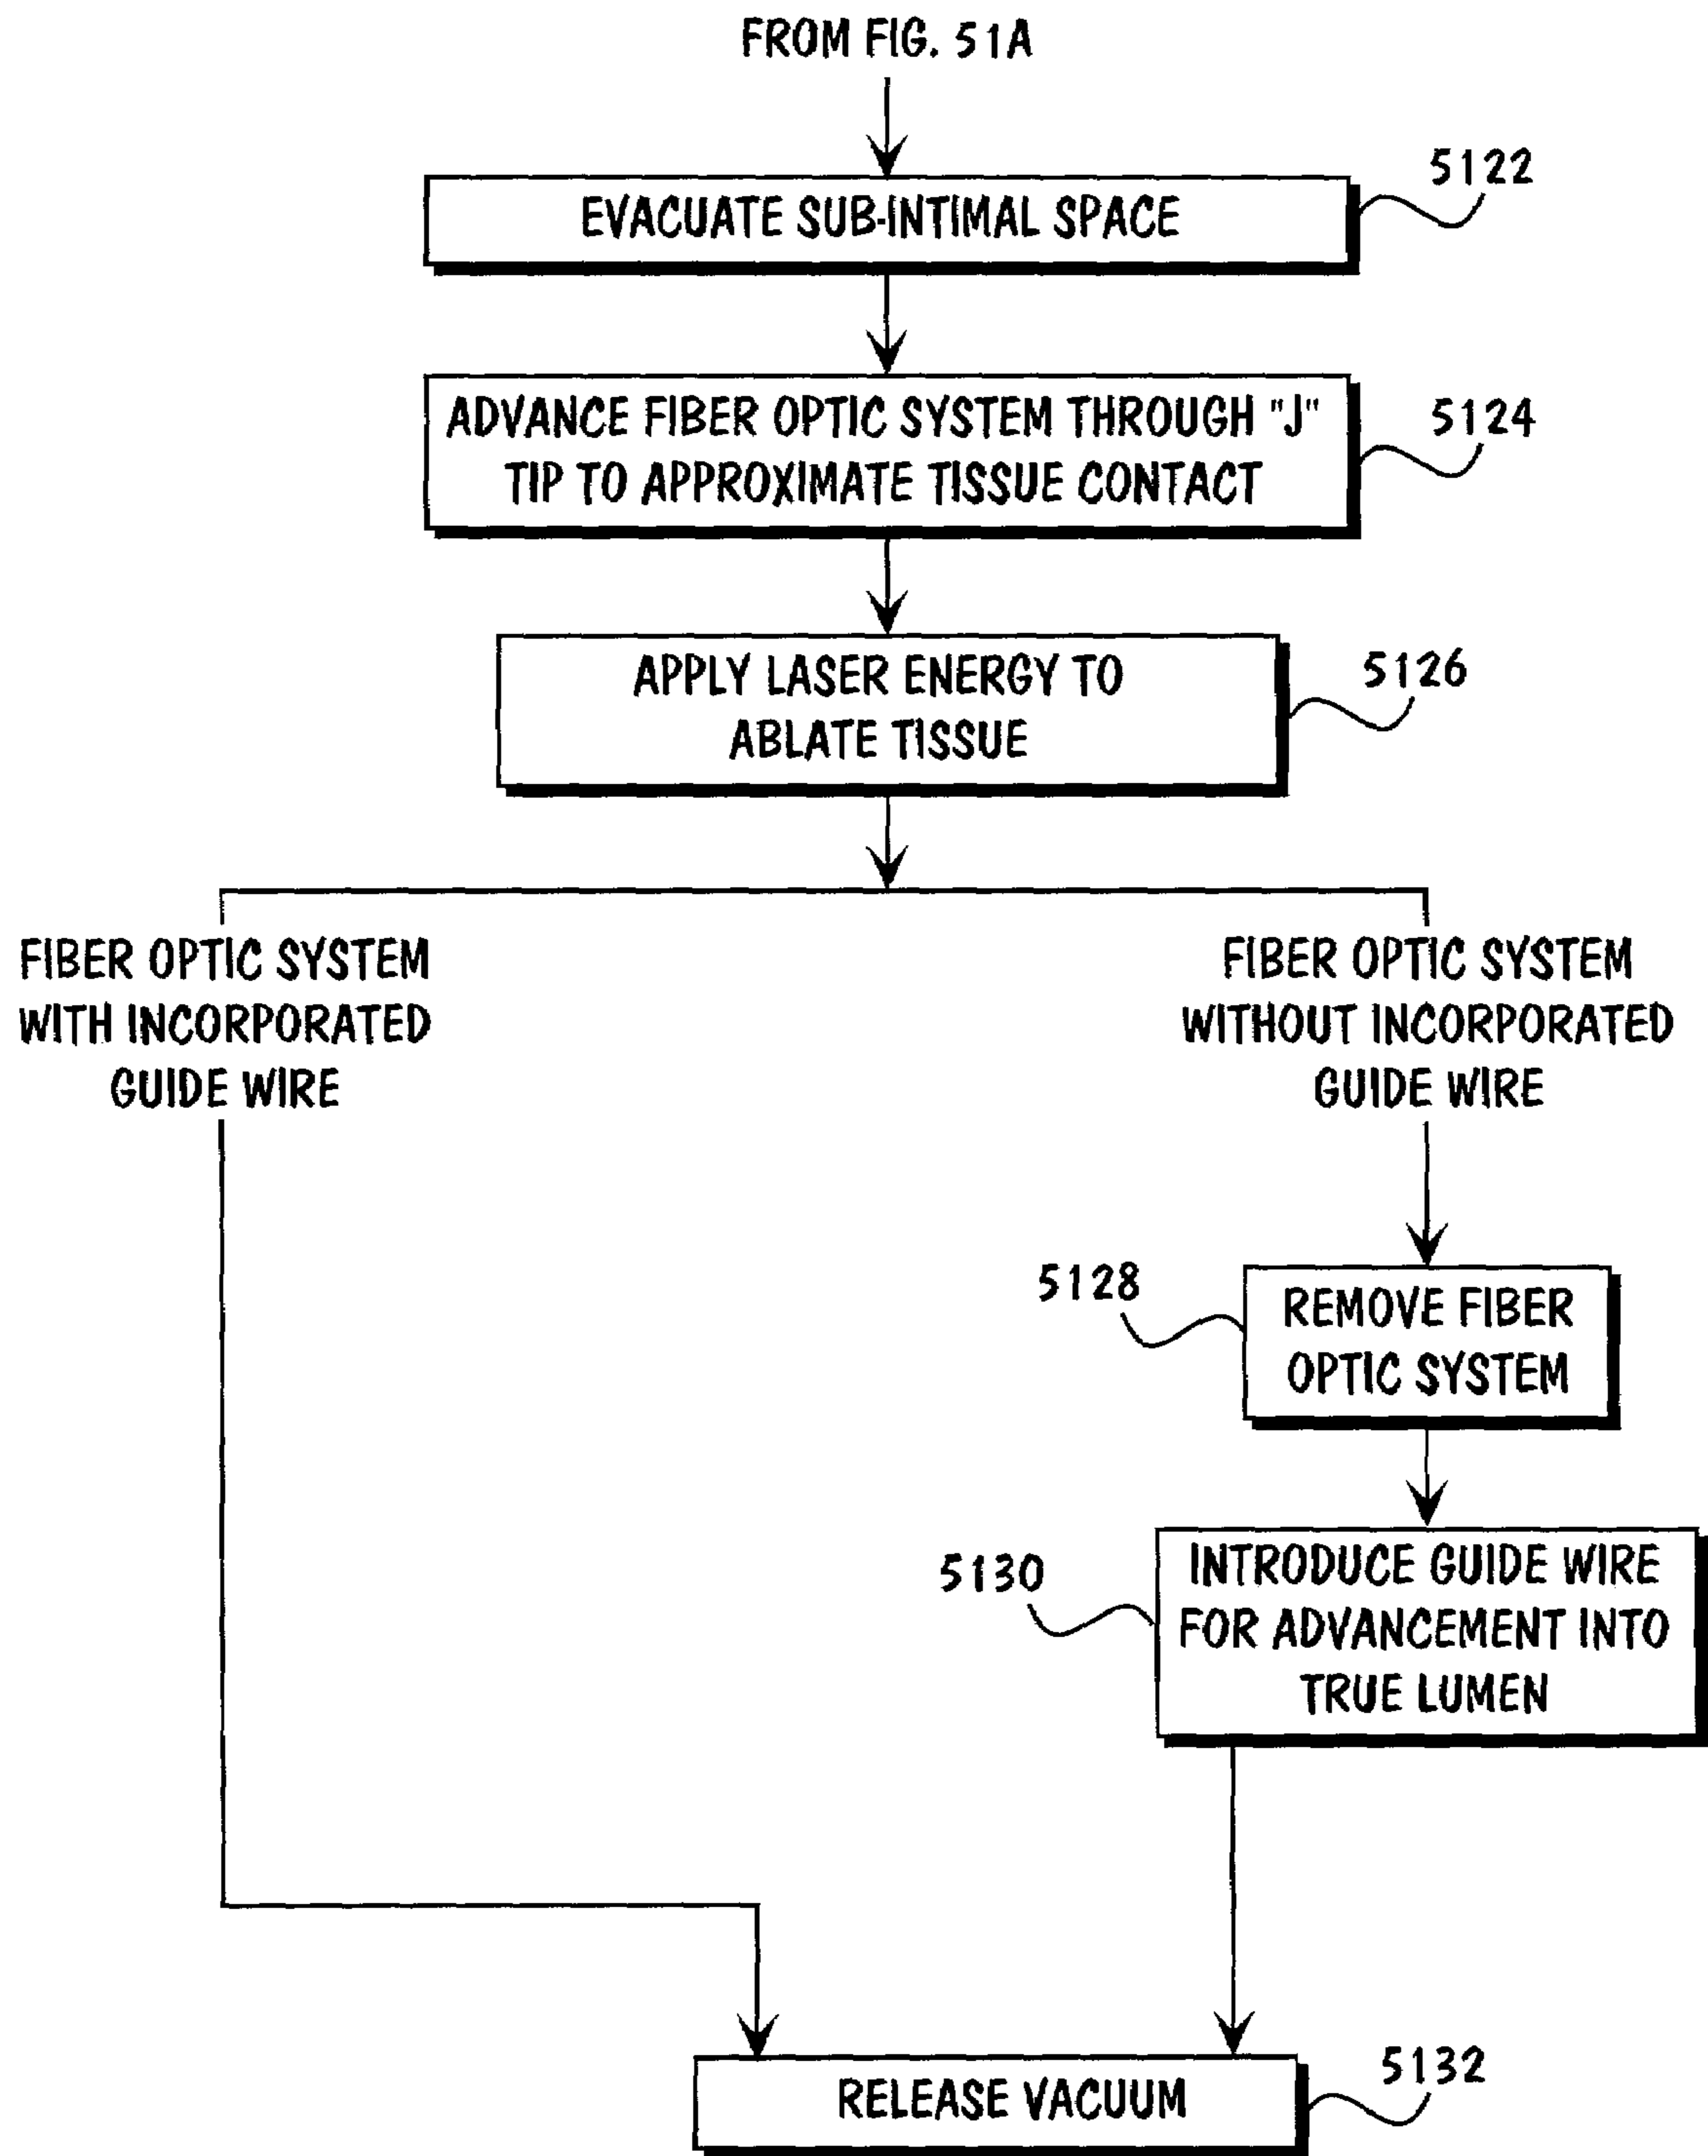 FROM FIG. 51A
EVACUATE SUB-INTIMAL SPACE
5122
ADVANCE FIBER OPTIC SYSTEM THROUGH "J"
TIP TO APPROXIMATE TISSUE CONTACT
5124
APPLY LASER ENERGY TO
ABLATE TISSUE
5126
FIBER OPTIC SYSTEM
WITH INCORPORATED
GUIDE WIRE
FIBER OPTIC SYSTEM
WITHOUT INCORPORATED
GUIDE WIRE
5128
REMOVE FIBER
OPTIC SYSTEM
5130
INTRODUCE GUIDE WIRE
FOR ADVANCEMENT INTO
TRUE LUMEN
RELEASE VACUUM
5132